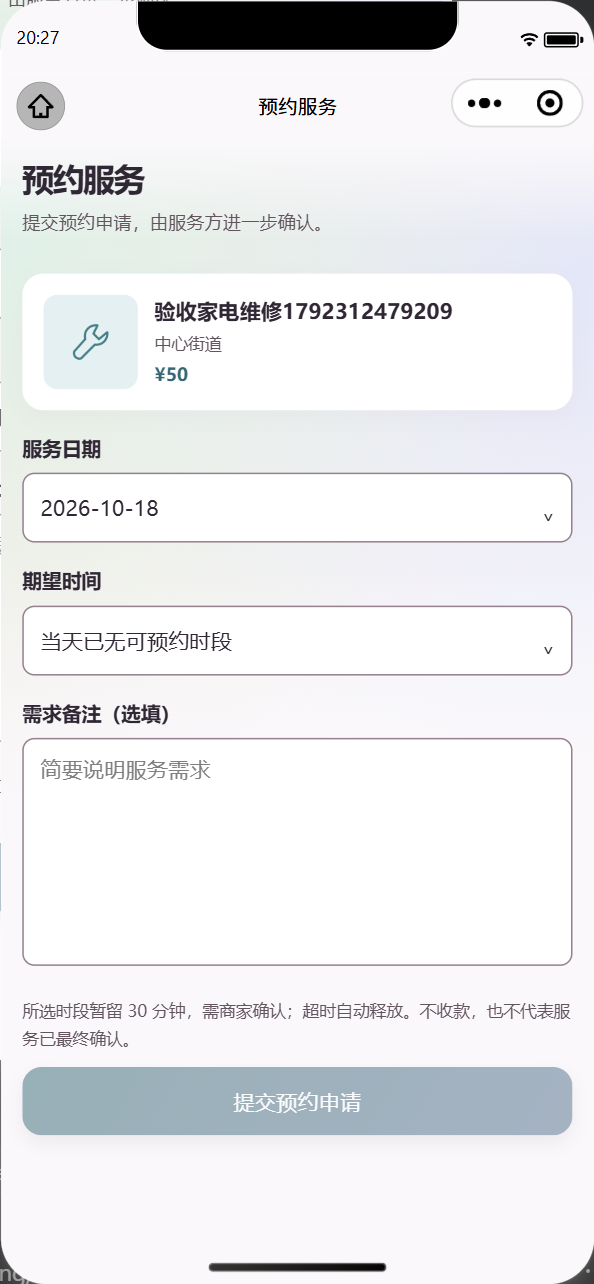 20:27
预约服务
预约服务
提交预约申请，由服务方进一步确认。
验收家电维修1792312479209
中心街道
¥50
服务日期
2026-10-18
期望时间
当天已无可预约时段
需求备注（选填）
简要说明服务需求
所选时段暂留 30 分钟，需商家确认；超时自动释放。不收款，也不代表服
务已最终确认。
提交预约申请